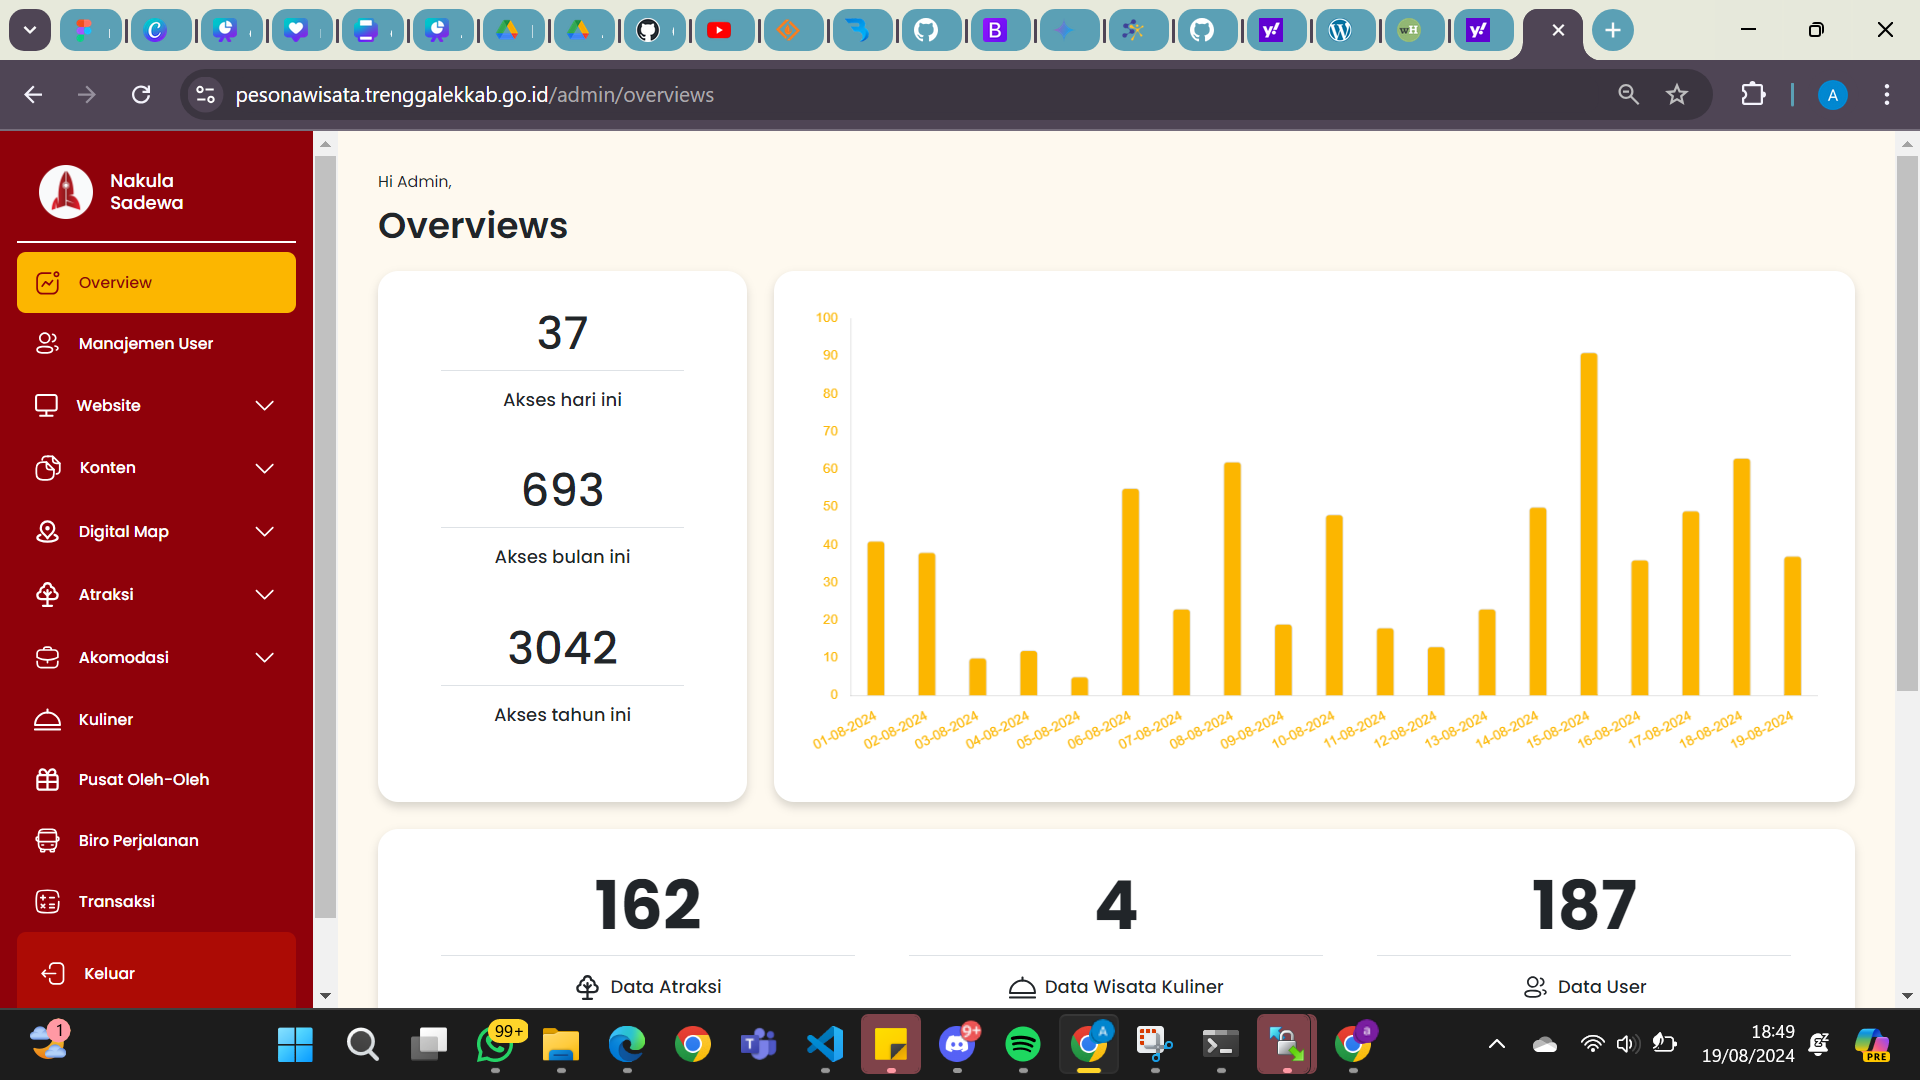 pesonawisata.trenggalekkab.go.id/admin/overviews
A
Nakula
Sadewa
Overview
Manajemen User
Website
Konten
Digital Map
Atraksi
Akomodasi
Kuliner
Pusat Oleh-Oleh
Biro Perjalanan
Transaksi
Keluar
Hi Admin,
Overviews
37
Akses hari ini
693
Akses bulan ini
3042
Akses tahun ini
100
90
80
70
60
50
40
30
20
10
0
01-08-2024
02-08-2024
03-08-2024
04-08-2024
05-08-2024
06-08-2024
07-08-2024
08-08-2024
09-08-2024
10-08-2024
11-08-2024
12-08-2024
13-08-2024
14-08-2024
15-08-2024
16-08-2024
17-08-2024
18-08-2024
19-08-2024
162
Data Atraksi
4
Data Wisata Kuliner
187
Data User
1
99+
9+
A
a
18:49
19/08/2024
PRE